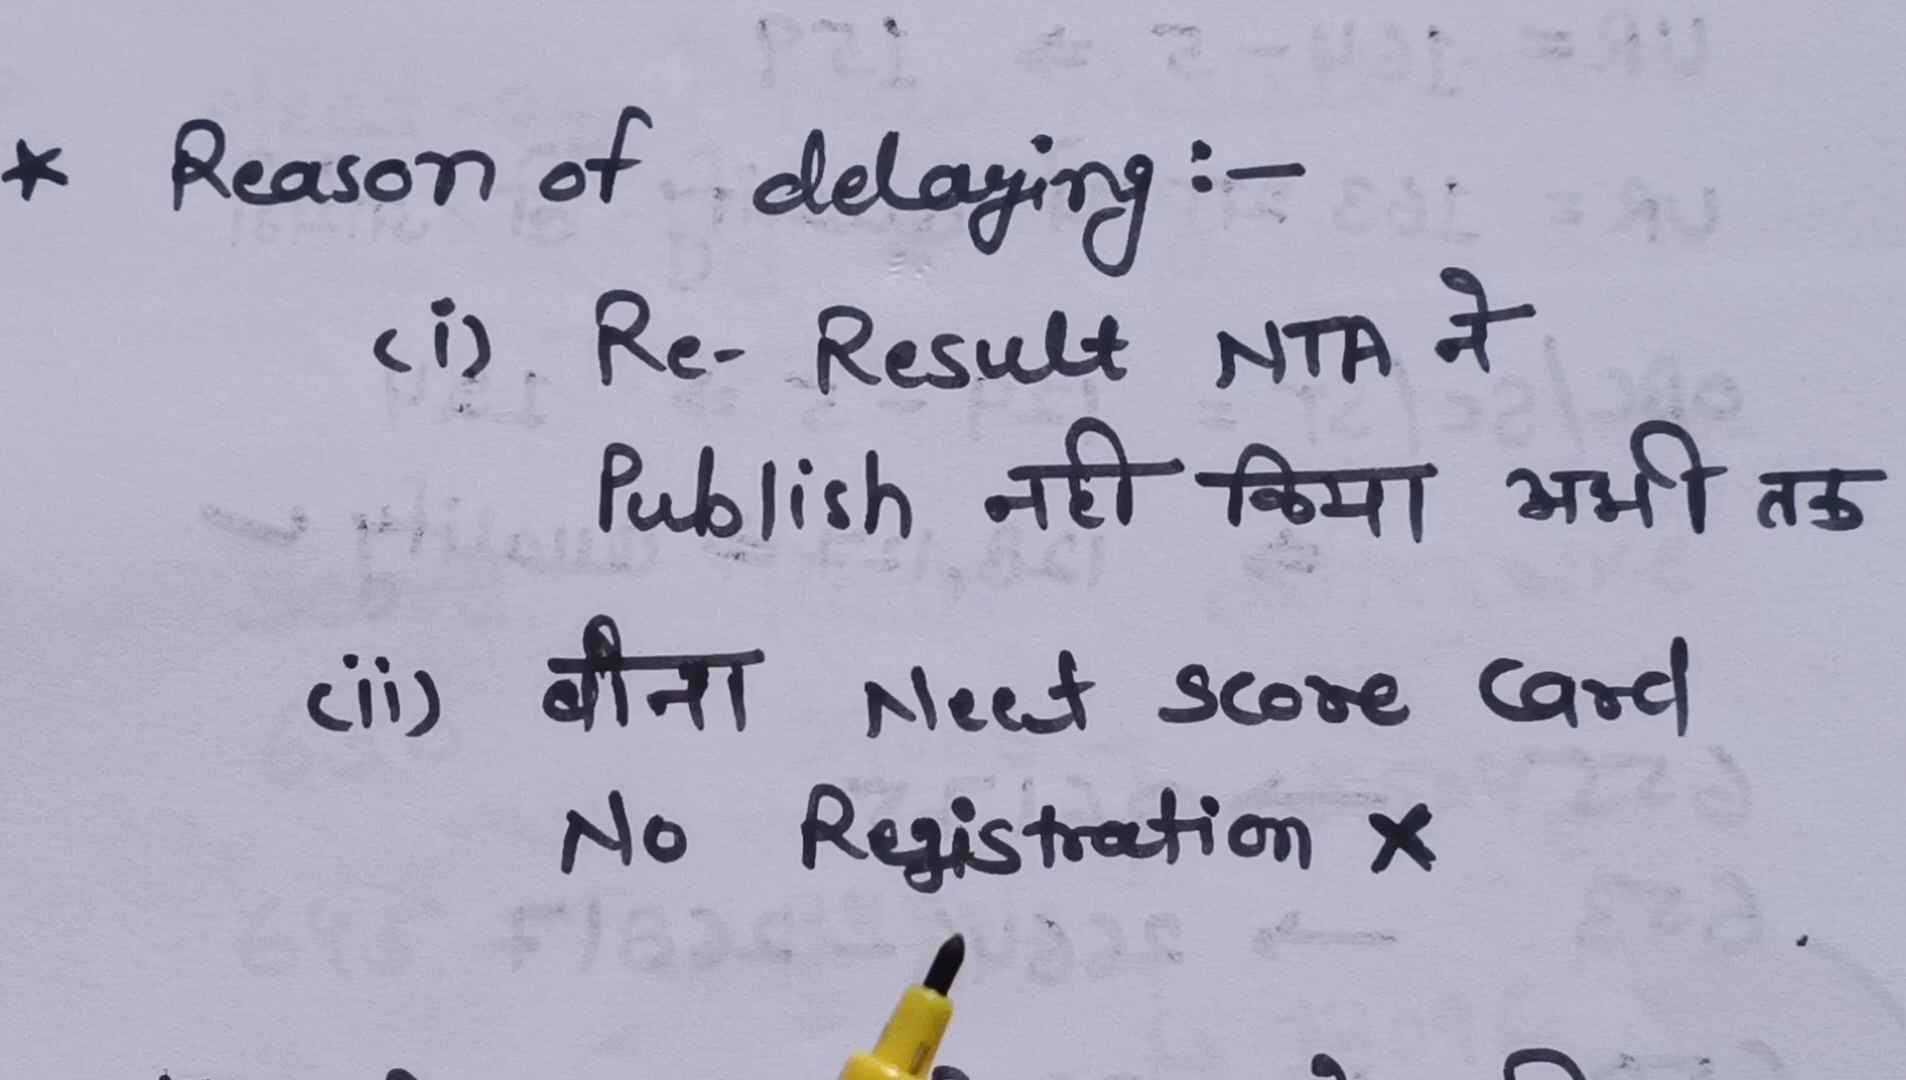 * Reason of delaying:-
(i) Re- Result NTA ने
Publish नही किया अभी तक
(ii) बीना Neet score card
No Registration x